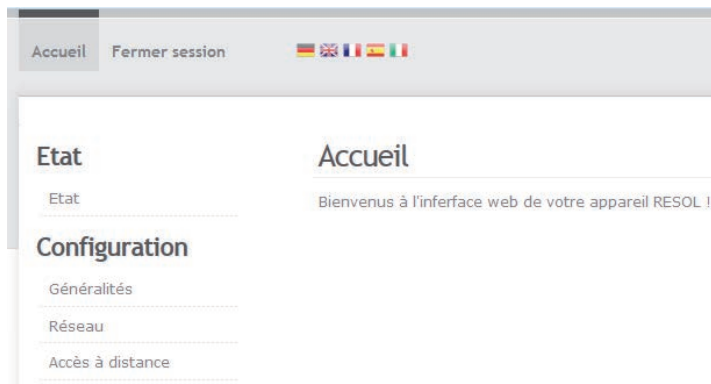 Accueil Fermer session
Etat
Etat
Configuration
Généralités
Réseau
Accès à distance
Accueil
Bienvenus à l'inferface web de votre appareil RESOL !